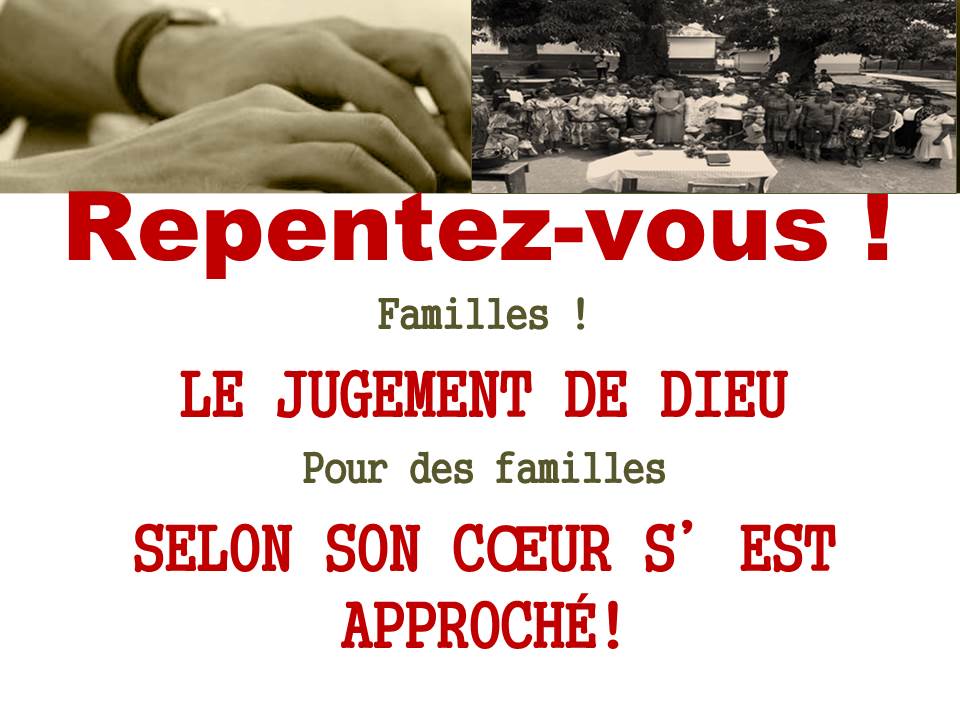 Repentez-vous !
Familles !
LE JUGEMENT DE DIEU
Pour des familles
SELON SON CŒUR S’ EST
APPROCHÉ!